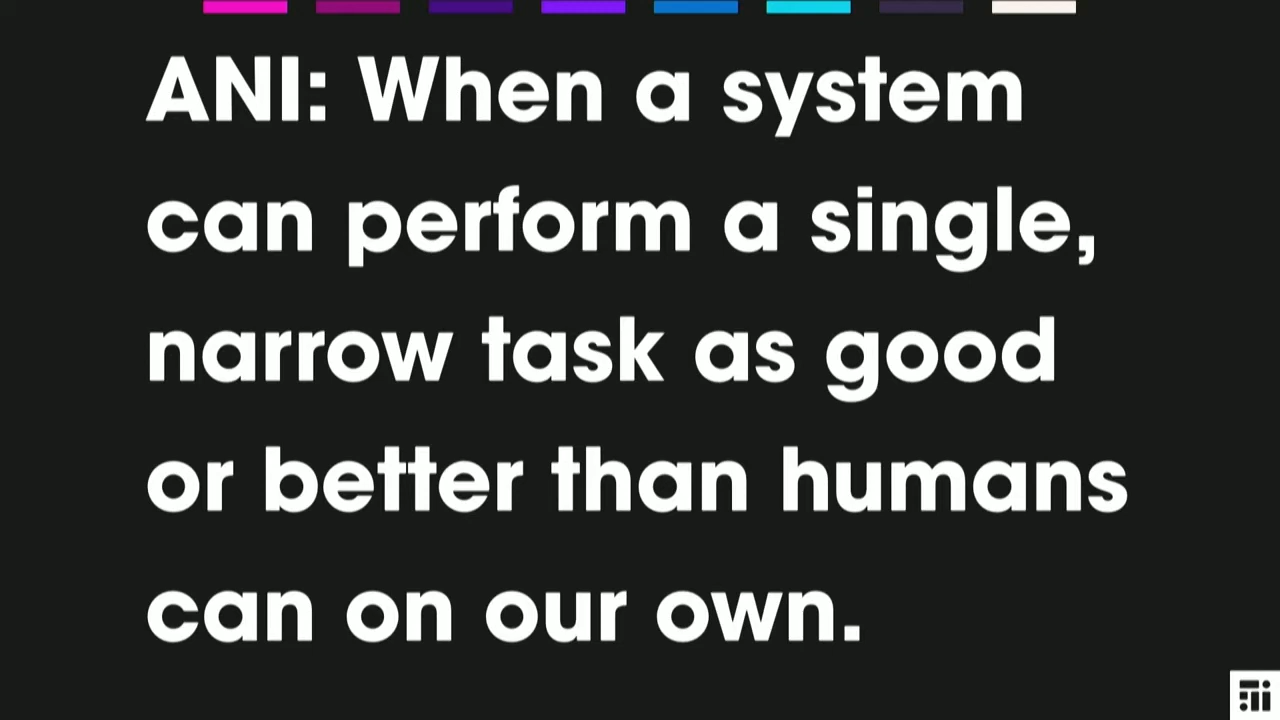 ANI: When a system
can perform a single,
narrow task as good
or better than humans
can on our own.